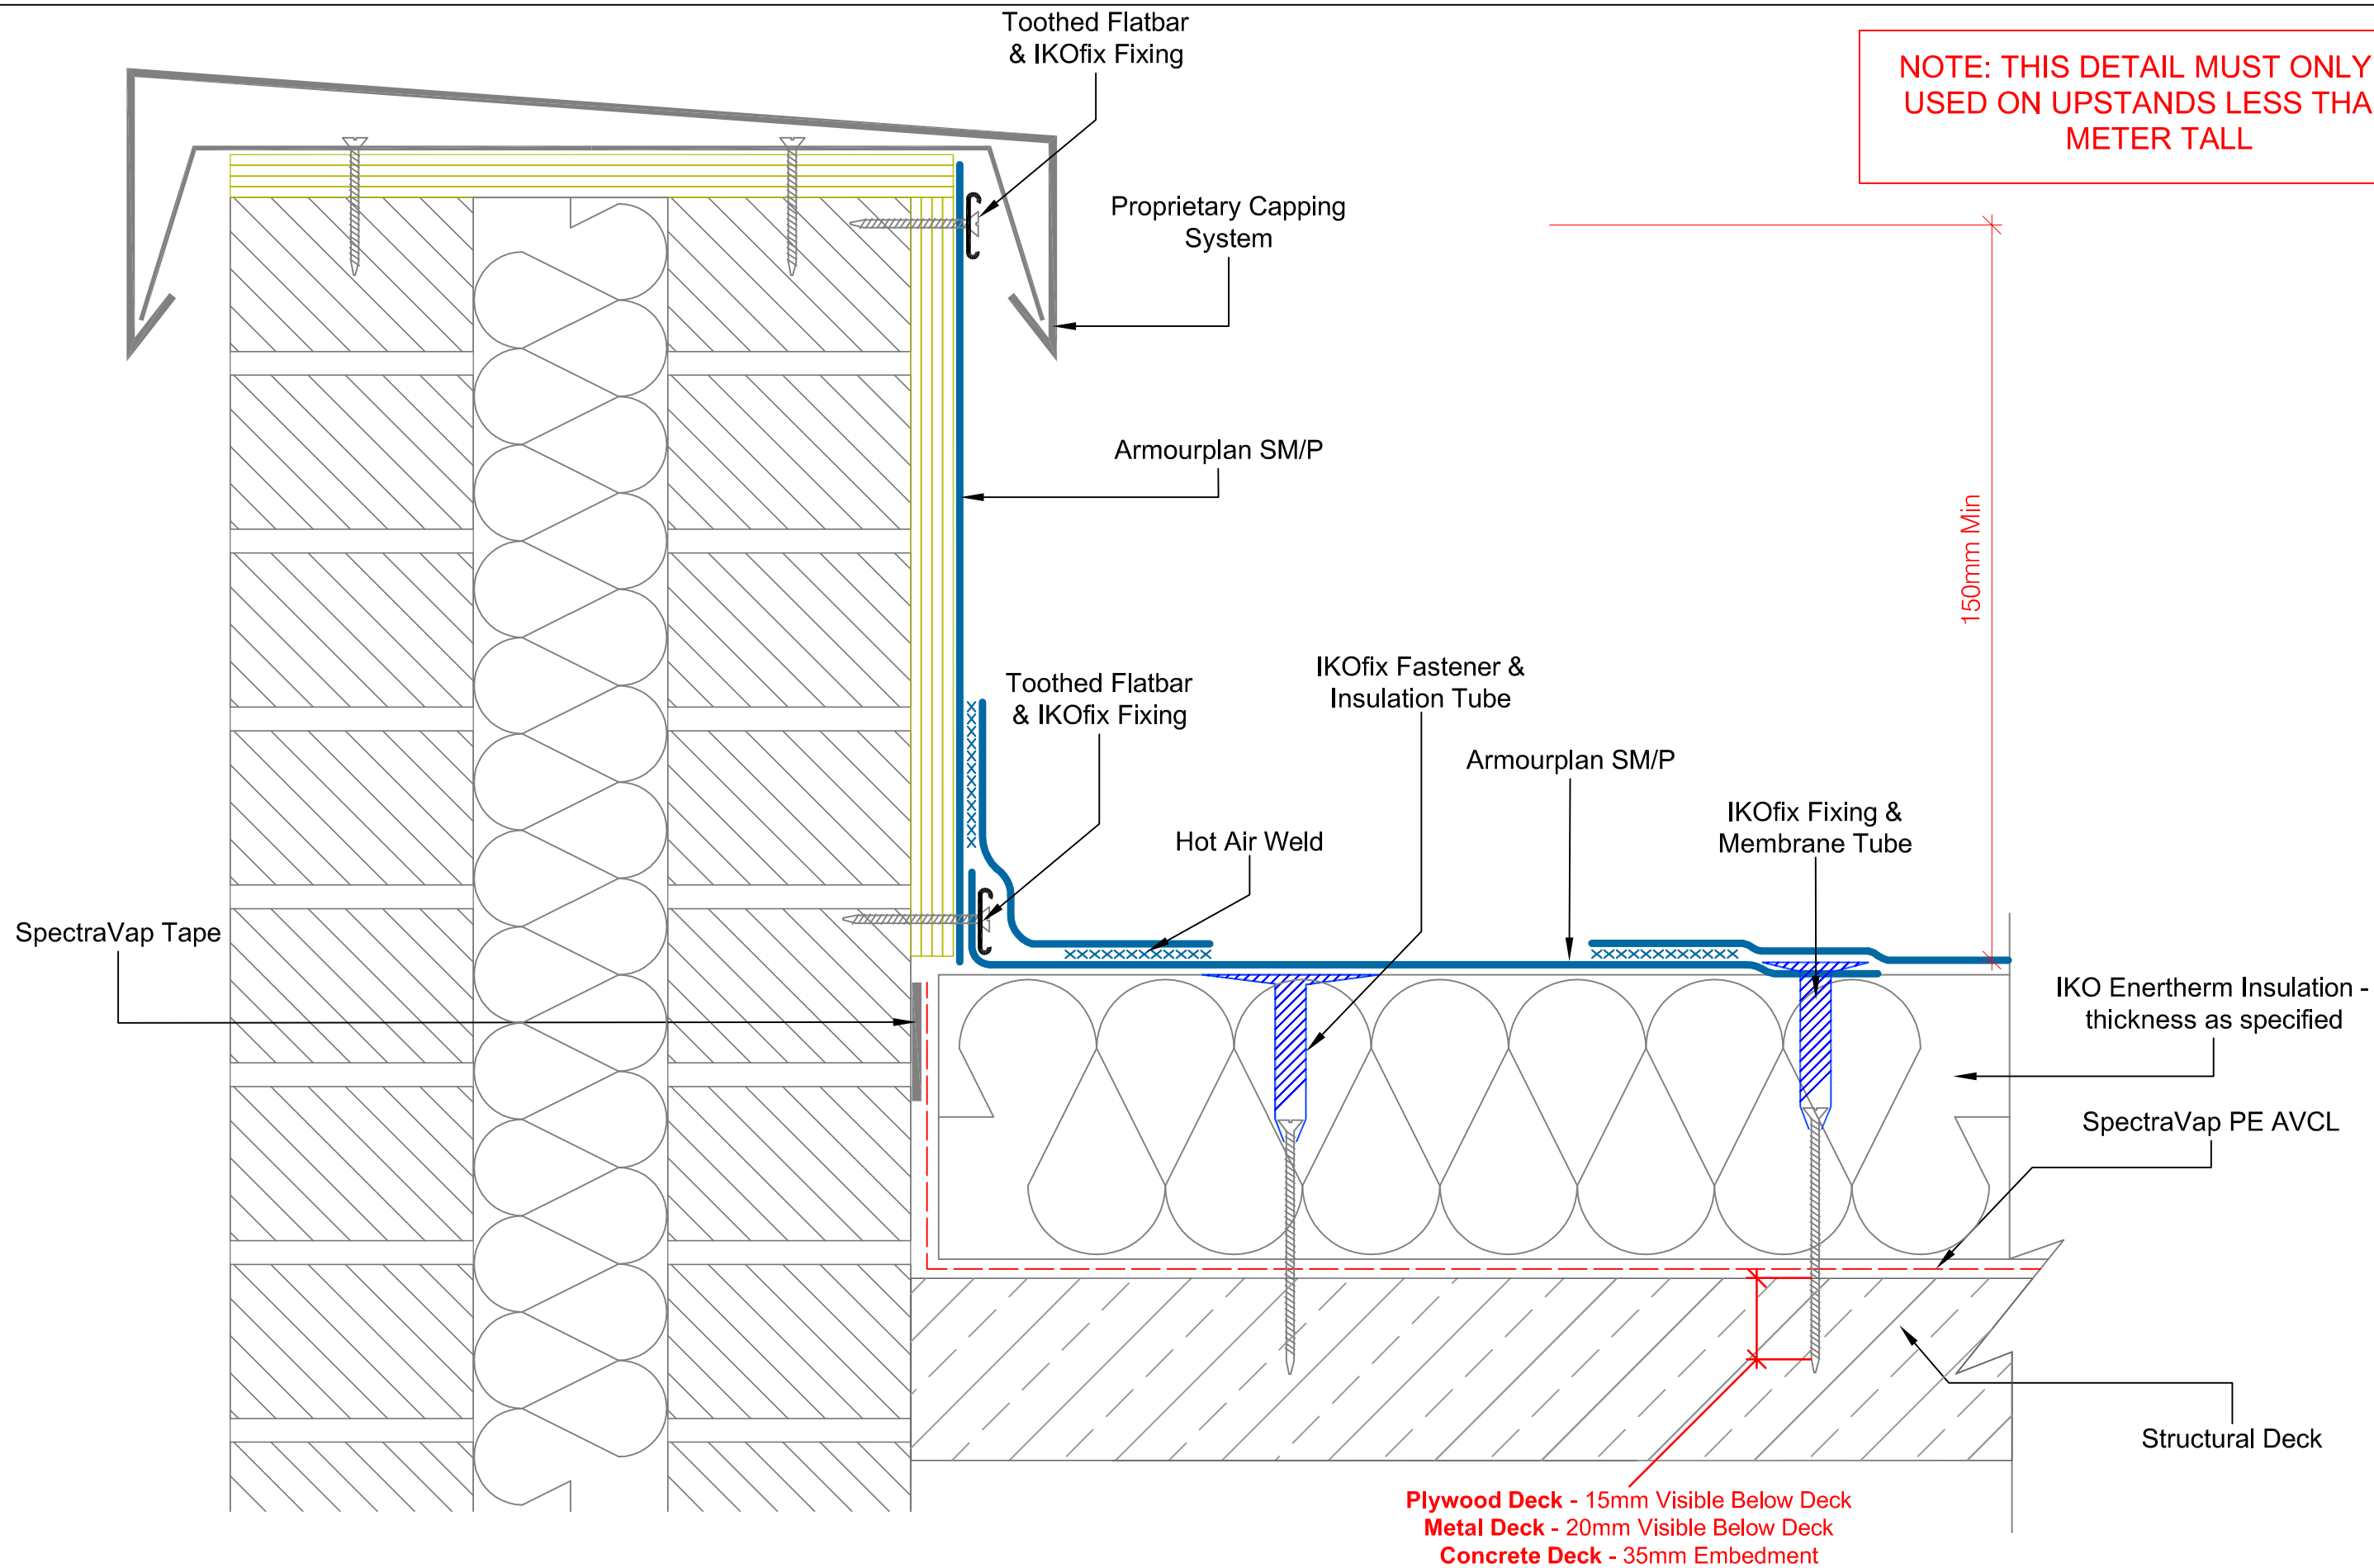 Toothed Flatbar
& IKOfix Fixing
NOTE: THIS DETAIL MUST ONLY
USED ON UPSTANDS LESS THA
METER TALL
Proprietary Capping
System
Armourplan SM/P
150mm Min
Toothed Flatbar
& IKOfix Fixing
IKOfix Fastener &
Insulation Tube
Armourplan SM/P
IKOfix Fixing &
Membrane Tube
Hot Air Weld
SpectraVap Tape
IKO Enertherm Insulation -
thickness as specified
SpectraVap PE AVCL
Structural Deck
Plywood Deck - 15mm Visible Below Deck
Metal Deck - 20mm Visible Below Deck
Concrete Deck - 35mm Embedment